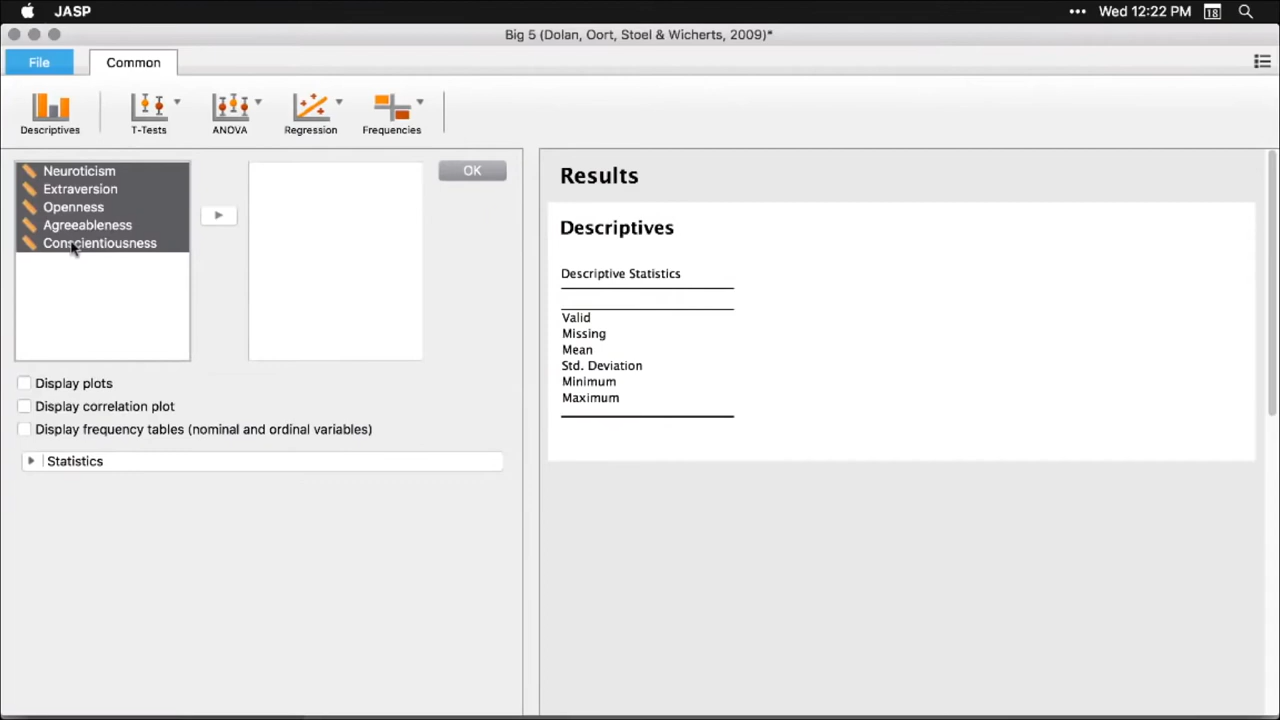 JASP
••• Wed 12:22 PM 18
Big 5 (Dolan, Oort, Stoel & Wicherts, 2009)*
File Common
Descriptives T-Tests ANOVA Regression Frequencies
Neuroticism
Extraversion
Openness
Agreeableness
Conscientiousness
OK
Display plots
Display correlation plot
Display frequency tables (nominal and ordinal variables)
Statistics
Results
Descriptives
Descriptive Statistics
Valid
Missing
Mean
Std. Deviation
Minimum
Maximum